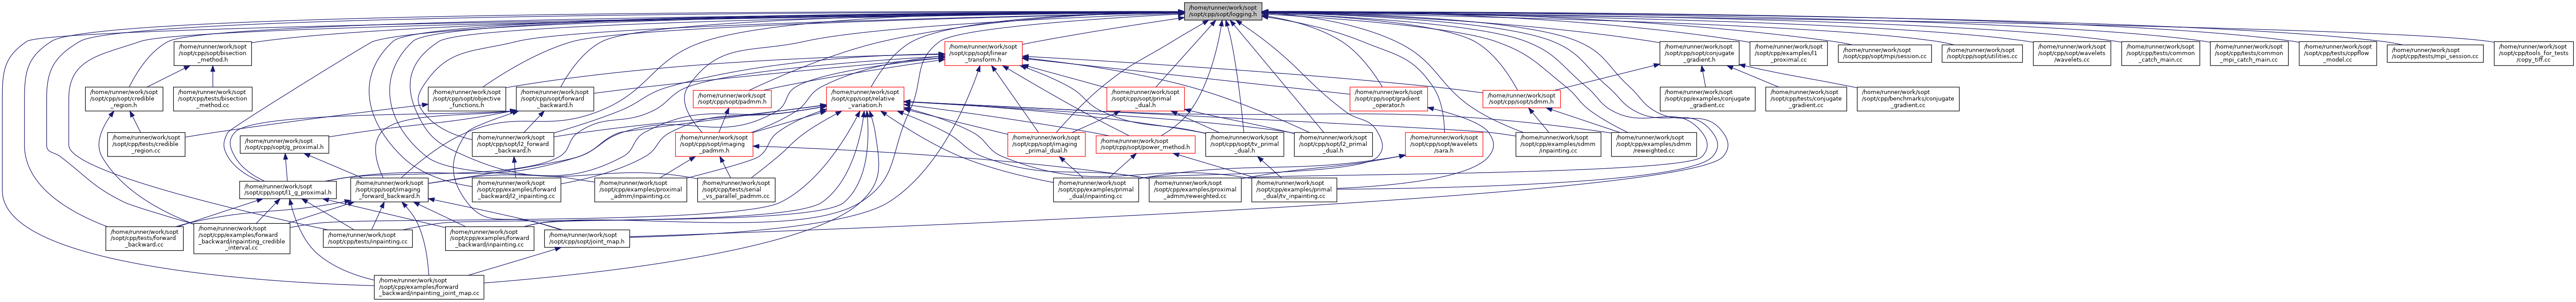 /home/runner/work/sopt
/sopt/cpp/sopt/logging.h
/home/runner/work/sopt
/sopt/cpp/sopt/bisection
_method.h
/home/runner/work/sopt
/sopt/cpp/sopt/linear
_transform.h
/home/runner/work/sopt
/sopt/cpp/sopt/conjugate
_gradient.h
/home/runner/work/sopt
/sopt/cpp/examples/l1
_proximal.cc
/home/runner/work/sopt
/sopt/cpp/sopt/mpi/session.cc
/home/runner/work/sopt
/sopt/cpp/sopt/utilities.cc
/home/runner/work/sopt
/sopt/cpp/sopt/wavelets
/wavelets.cc
/home/runner/work/sopt
/sopt/cpp/tests/common
_catch_main.cc
/home/runner/work/sopt
/sopt/cpp/tests/common
_mpi_catch_main.cc
/home/runner/work/sopt
/sopt/cpp/tests/cppflow
_model.cc
/home/runner/work/sopt
/sopt/cpp/tests/mpi_session.cc
/home/runner/work/sopt
/sopt/cpp/tools_for_tests
/copy_tiff.cc
/home/runner/work/sopt
/sopt/cpp/sopt/credible
_region.h
/home/runner/work/sopt
/sopt/cpp/tests/bisection
_method.cc
/home/runner/work/sopt
/sopt/cpp/sopt/objective
_functions.h
/home/runner/work/sopt
/sopt/cpp/sopt/forward
_backward.h
/home/runner/work/sopt
/sopt/cpp/sopt/padmm.h
/home/runner/work/sopt
/sopt/cpp/sopt/relative
_variation.h
/home/runner/work/sopt
/sopt/cpp/sopt/primal
_dual.h
/home/runner/work/sopt
/sopt/cpp/sopt/gradient
_operator.h
/home/runner/work/sopt
/sopt/cpp/sopt/sdmm.h
/home/runner/work/sopt
/sopt/cpp/examples/conjugate
_gradient.cc
/home/runner/work/sopt
/sopt/cpp/tests/conjugate
_gradient.cc
/home/runner/work/sopt
/sopt/cpp/benchmarks/conjugate
_gradient.cc
/home/runner/work/sopt
/sopt/cpp/tests/credible
_region.cc
/home/runner/work/sopt
/sopt/cpp/sopt/g_proximal.h
/home/runner/work/sopt
/sopt/cpp/sopt/l2_forward
_backward.h
/home/runner/work/sopt
/sopt/cpp/sopt/imaging
_padmm.h
/home/runner/work/sopt
/sopt/cpp/sopt/imaging
_primal_dual.h
/home/runner/work/sopt
/sopt/cpp/sopt/power_method.h
/home/runner/work/sopt
/sopt/cpp/sopt/tv_primal
_dual.h
/home/runner/work/sopt
/sopt/cpp/sopt/l2_primal
_dual.h
/home/runner/work/sopt
/sopt/cpp/sopt/wavelets
/sara.h
/home/runner/work/sopt
/sopt/cpp/examples/sdmm
/inpainting.cc
/home/runner/work/sopt
/sopt/cpp/examples/sdmm
/reweighted.cc
/home/runner/work/sopt
/sopt/cpp/sopt/l1_g_proximal.h
/home/runner/work/sopt
/sopt/cpp/sopt/imaging
_forward_backward.h
/home/runner/work/sopt
/sopt/cpp/examples/forward
_backward/l2_inpainting.cc
/home/runner/work/sopt
/sopt/cpp/examples/proximal
_admm/inpainting.cc
/home/runner/work/sopt
/sopt/cpp/tests/serial
_vs_parallel_padmm.cc
/home/runner/work/sopt
/sopt/cpp/examples/primal
_dual/inpainting.cc
/home/runner/work/sopt
/sopt/cpp/examples/proximal
_admm/reweighted.cc
/home/runner/work/sopt
/sopt/cpp/examples/primal
_dual/tv_inpainting.cc
/home/runner/work/sopt
/sopt/cpp/tests/forward
_backward.cc
/home/runner/work/sopt
/sopt/cpp/examples/forward
_backward/inpainting_credible
_interval.cc
/home/runner/work/sopt
/sopt/cpp/tests/inpainting.cc
/home/runner/work/sopt
/sopt/cpp/examples/forward
_backward/inpainting.cc
/home/runner/work/sopt
/sopt/cpp/sopt/joint_map.h
/home/runner/work/sopt
/sopt/cpp/examples/forward
_backward/inpainting_joint_map.cc